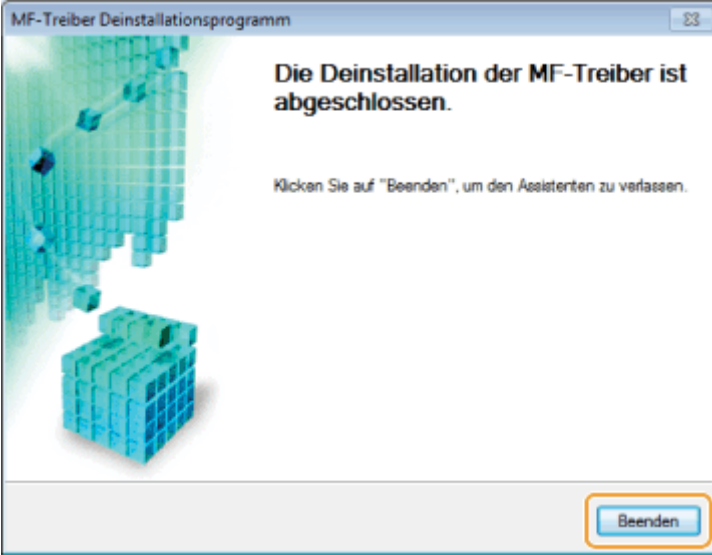 MF-Treiber Deinstallationsprogramm
Die Deinstallation der MF-Treiber ist
abgeschlossen.
Klicken Sie auf "Beenden", um den Assistenten zu verlassen.
Beenden